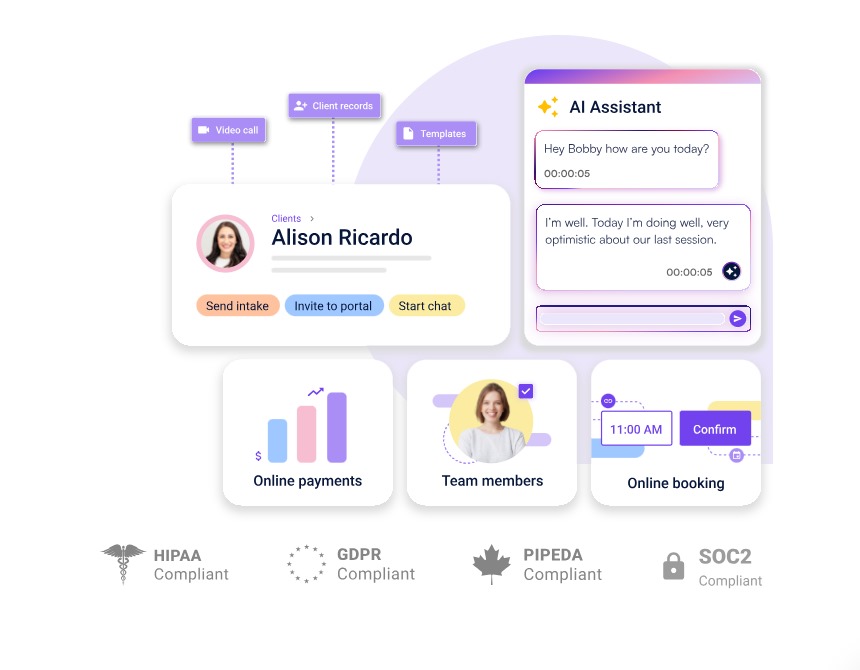 Video call
Client records
Templates
Clients >
Alison Ricardo
Send intake
Invite to portal
Start chat
AI Assistant
Hey Bobby how are you today?
00:00:05
I'm well. Today I'm doing well, very
optimistic about our last session.
00:00:05
$
Online payments
Team members
11:00 AM
Confirm
Online booking
HIPAA
Compliant
GDPR
Compliant
PIPEDA
Compliant
SOC2
Compliant